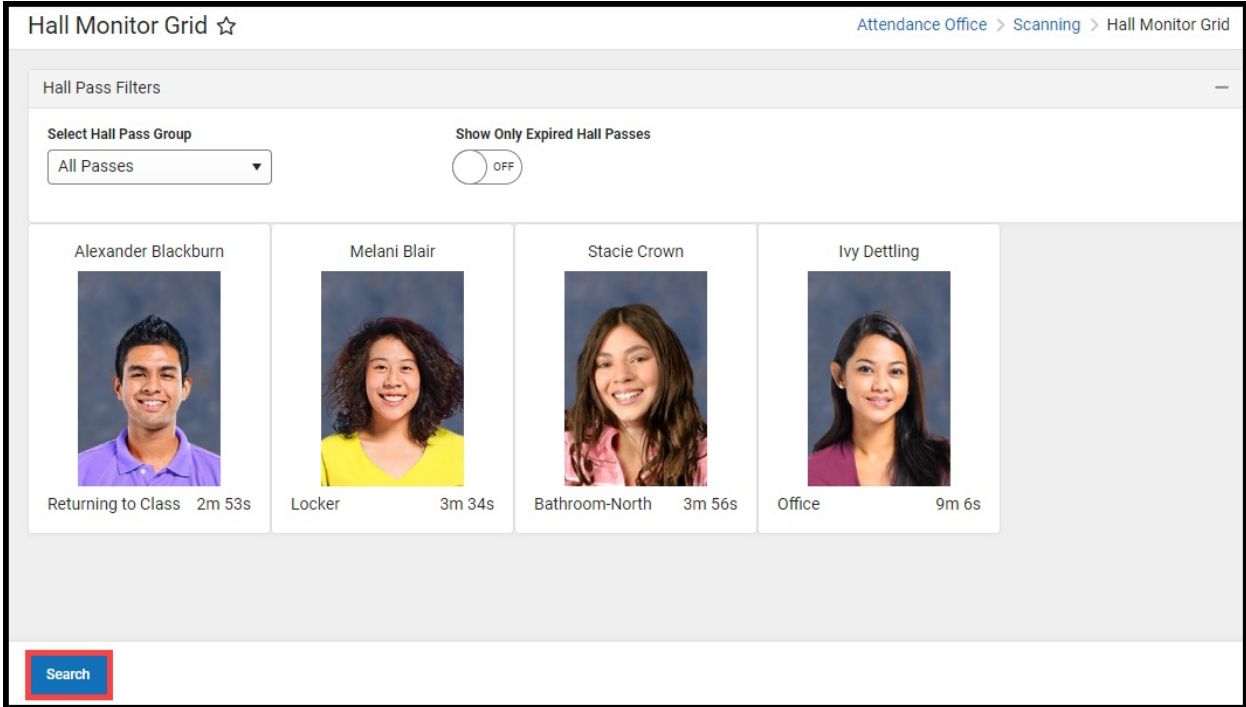 Hall Monitor Grid
Attendance Office > Scanning > Hall Monitor Grid
Hall Pass Filters
Select Hall Pass Group
Show Only Expired Hall Passes
All Passes
OFF
Alexander Blackburn
Melani Blair
Stacie Crown
Ivy Dettling
Returning to Class 2m 53s
Locker 3m 34s
Bathroom-North 3m 56s
Office 9m 6s
Search